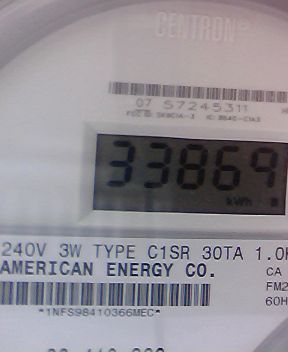 CENTRON®
07 57245311
33869
kWh
240V 3W TYPE C1SR 30TA 1.0
AMERICAN ENERGY CO.
CA
FM2
60H
*1NFS98410366MEC*